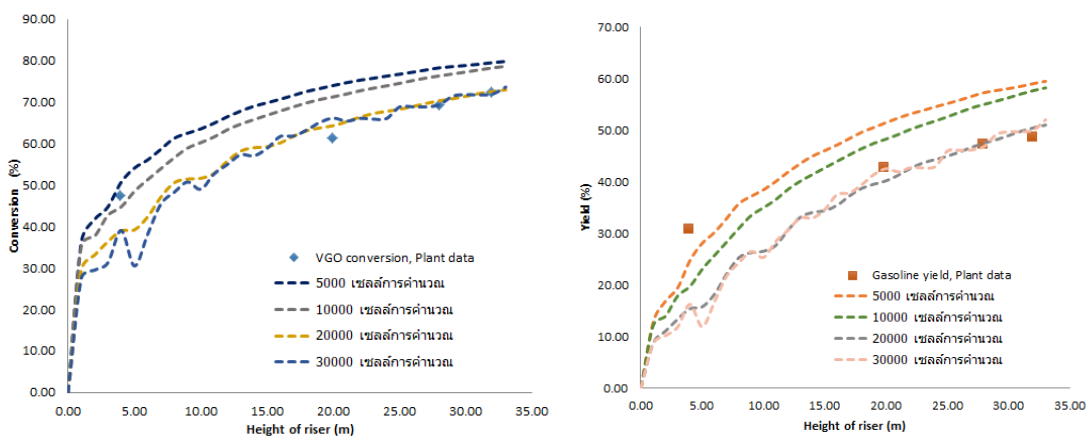 90.00
80.00
70.00
60.00
50.00
40.00
30.00
20.00
10.00
0.00
Conversion (%)
VGO conversion, Plant data
5000 เซลล์การคำนวณ
10000 เซลล์การคำนวณ
20000 เซลล์การคำนวณ
30000 เซลล์การคำนวณ
0.00 5.00 10.00 15.00 20.00 25.00 30.00 35.00
Height of riser (m)
70.00
60.00
50.00
40.00
30.00
20.00
10.00
0.00
Yield (%)
Gasoline yield, Plant data
5000 เซลล์การคำนวณ
10000 เซลล์การคำนวณ
20000 เซลล์การคำนวณ
30000 เซลล์การคำนวณ
0.00 5.00 10.00 15.00 20.00 25.00 30.00 35.00
Height of riser (m)